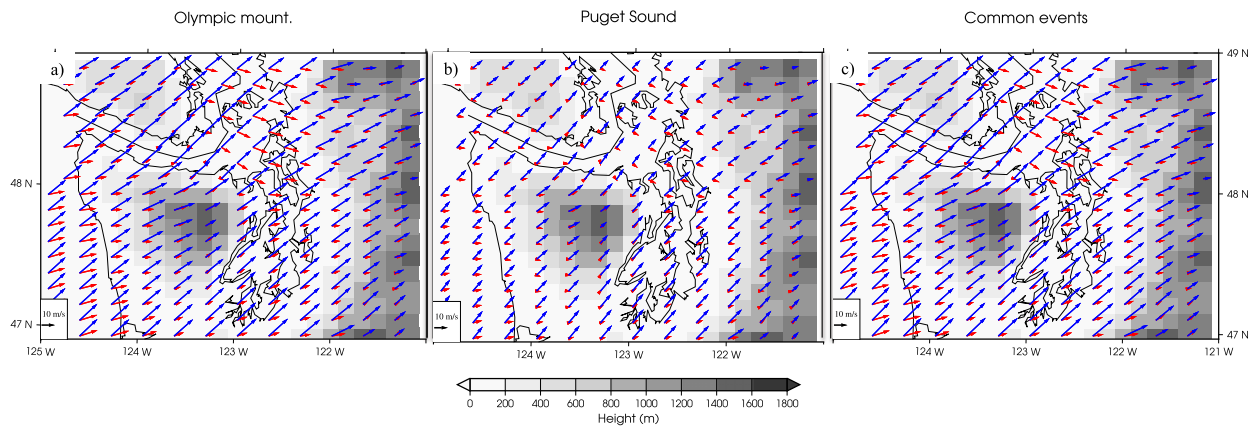 Olympic mount.
Puget Sound
Common events
a)
b)
c)
49 N
48 N
48 N
47 N
47 N
10 m/s
10 m/s
10 m/s
125 W 124 W 123 W 122 W
124 W 123 W 122 W
124 W 123 W 122 W 121 W
0 200 400 600 800 1000 1200 1400 1600 1800
Height (m)